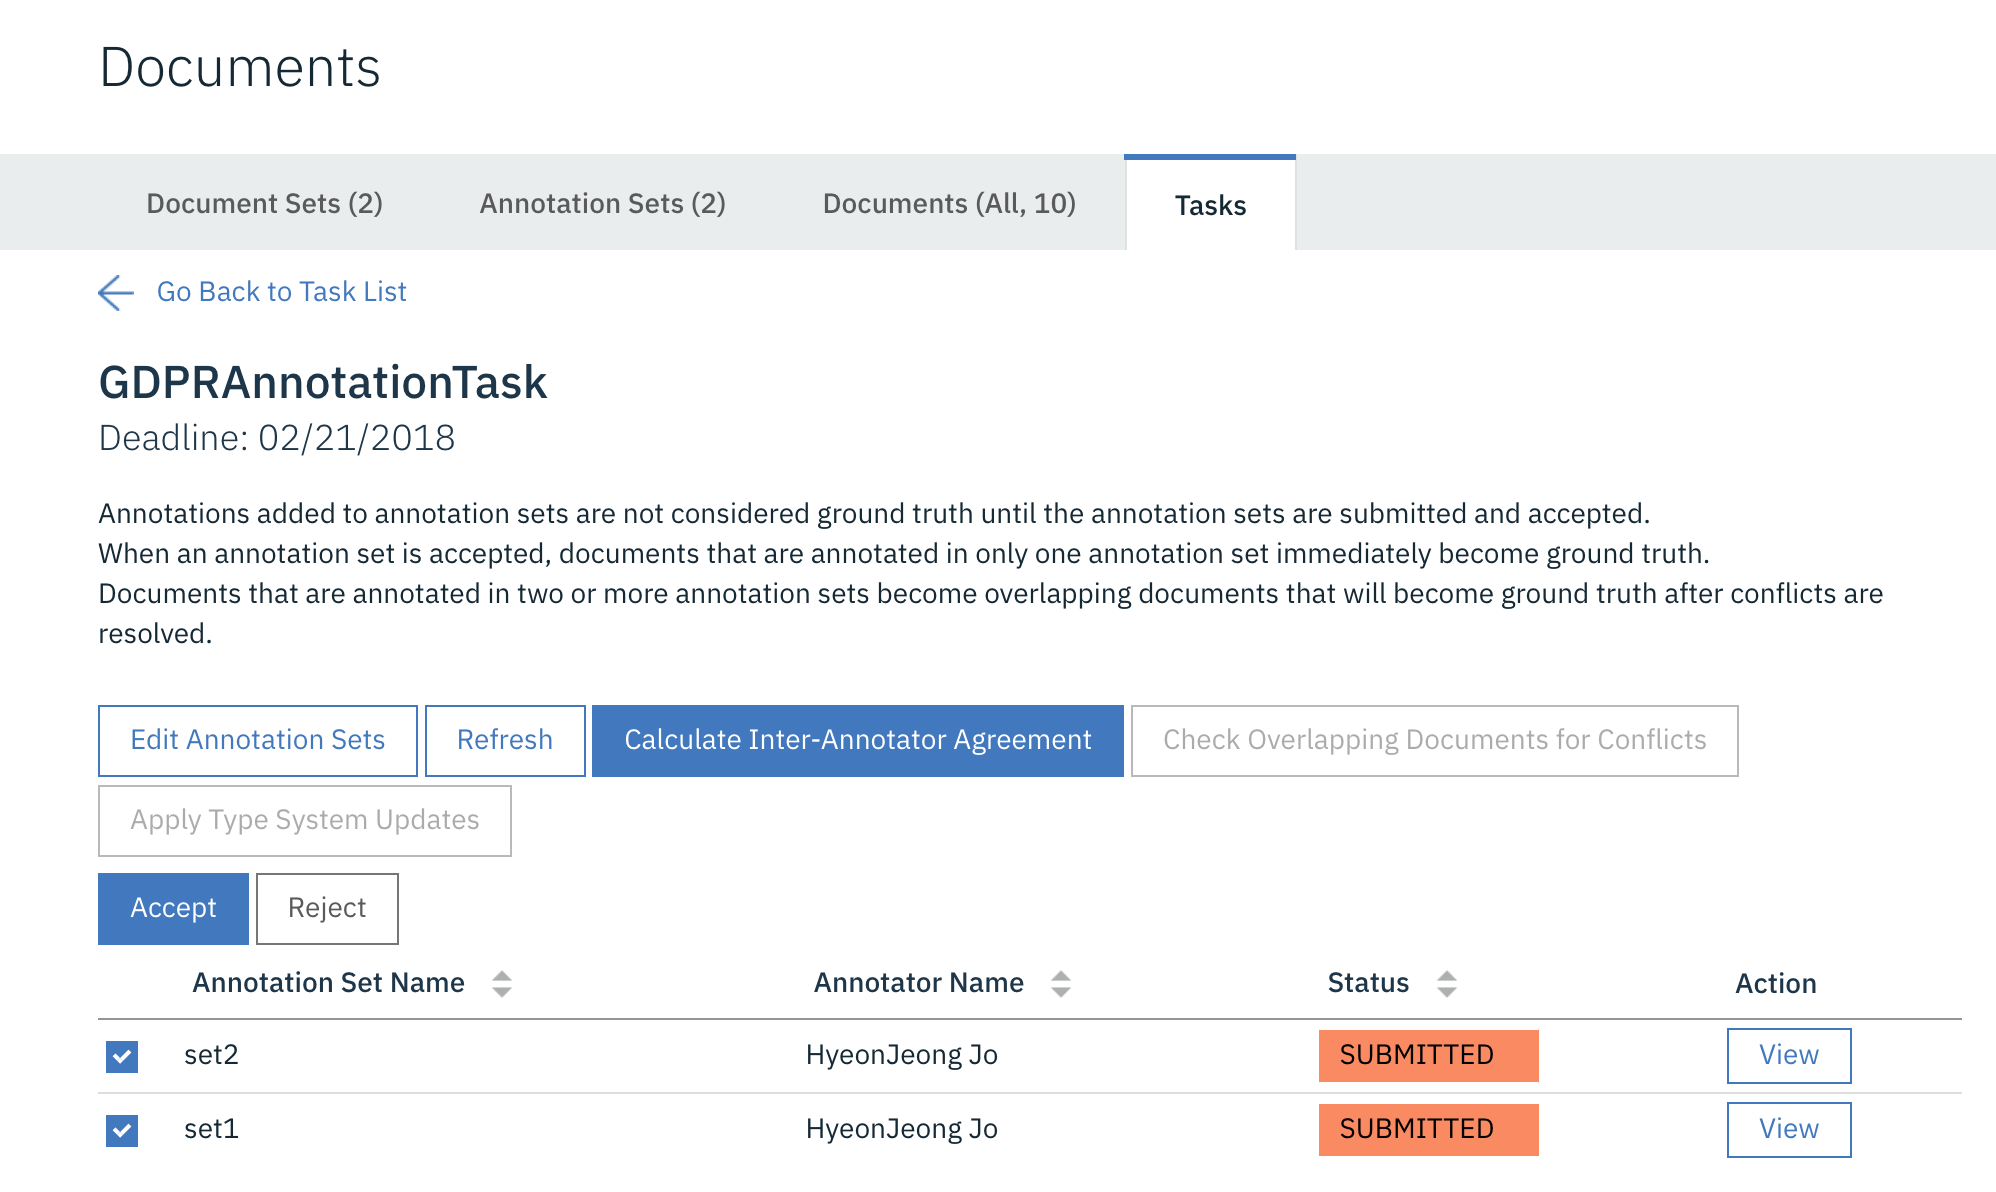 Documents
Document Sets (2) Annotation Sets (2) Documents (All, 10) Tasks
Go Back to Task List
GDPRAnnotationTask
Deadline: 02/21/2018
Annotations added to annotation sets are not considered ground truth until the annotation sets are submitted and accepted.
When an annotation set is accepted, documents that are annotated in only one annotation set immediately become ground truth.
Documents that are annotated in two or more annotation sets become overlapping documents that will become ground truth after conflicts are
resolved.
Edit Annotation Sets Refresh Calculate Inter-Annotator Agreement Check Overlapping Documents for Conflicts
Apply Type System Updates
Accept Reject
Annotation Set Name Annotator Name Status Action
set2 HyeonJeong Jo SUBMITTED View
set1 HyeonJeong Jo SUBMITTED View